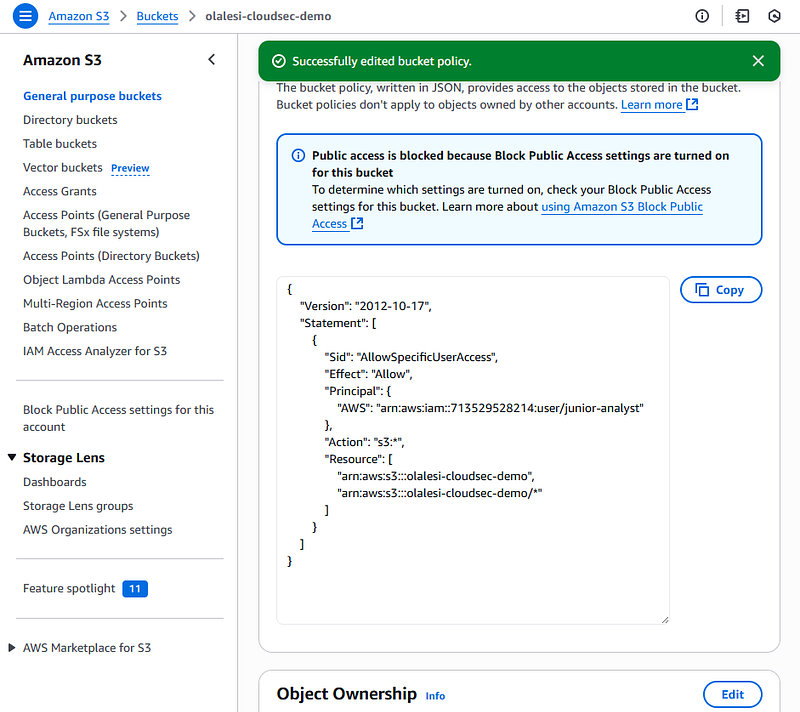 Amazon S3 > Buckets > olalesi-cloudsec-demo
Amazon S3
General purpose buckets
Directory buckets
Table buckets
Vector buckets Preview
Access Grants
Access Points (General Purpose
Buckets, FSx file systems)
Access Points (Directory Buckets)
Object Lambda Access Points
Multi-Region Access Points
Batch Operations
IAM Access Analyzer for S3
Block Public Access settings for this
account
Storage Lens
Dashboards
Storage Lens groups
AWS Organizations settings
Feature spotlight 11
AWS Marketplace for S3
Successfully edited bucket policy.
The bucket policy, written in JSON, provides access to the objects stored in the bucket.
Bucket policies don't apply to objects owned by other accounts. Learn more
Public access is blocked because Block Public Access settings are turned on
for this bucket
To determine which settings are turned on, check your Block Public Access
settings for this bucket. Learn more about using Amazon S3 Block Public
Access
Copy
{
"Version": "2012-10-17",
"Statement": [
{
"Sid": "AllowSpecificUserAccess",
"Effect": "Allow",
"Principal": {
"AWS": "arn:aws:iam::713529528214:user/junior-analyst"
},
"Action": "s3:*",
"Resource": [
"arn:aws:s3:::olalesi-cloudsec-demo",
"arn:aws:s3:::olalesi-cloudsec-demo/*"
]
}
]
}
Object Ownership Info
Edit